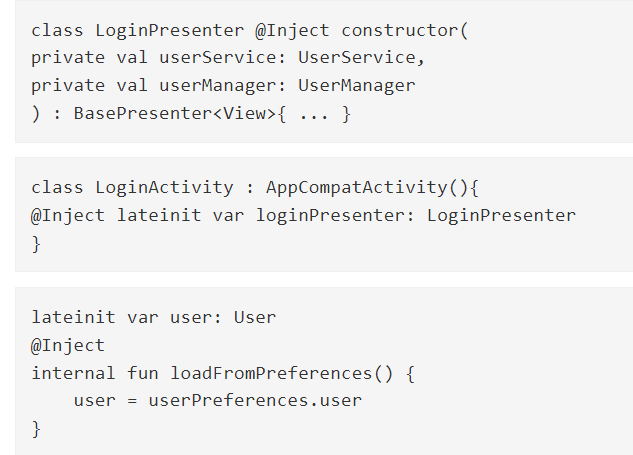 class LoginPresenter @Inject constructor(
private val userService: UserService,
private val userManager: UserManager
) : BasePresenter<View>{ ... }
class LoginActivity : AppCompatActivity(){
@Inject lateinit var loginPresenter: LoginPresenter
}
lateinit var user: User
@Inject
internal fun loadFromPreferences() {
    user = userPreferences.user
}